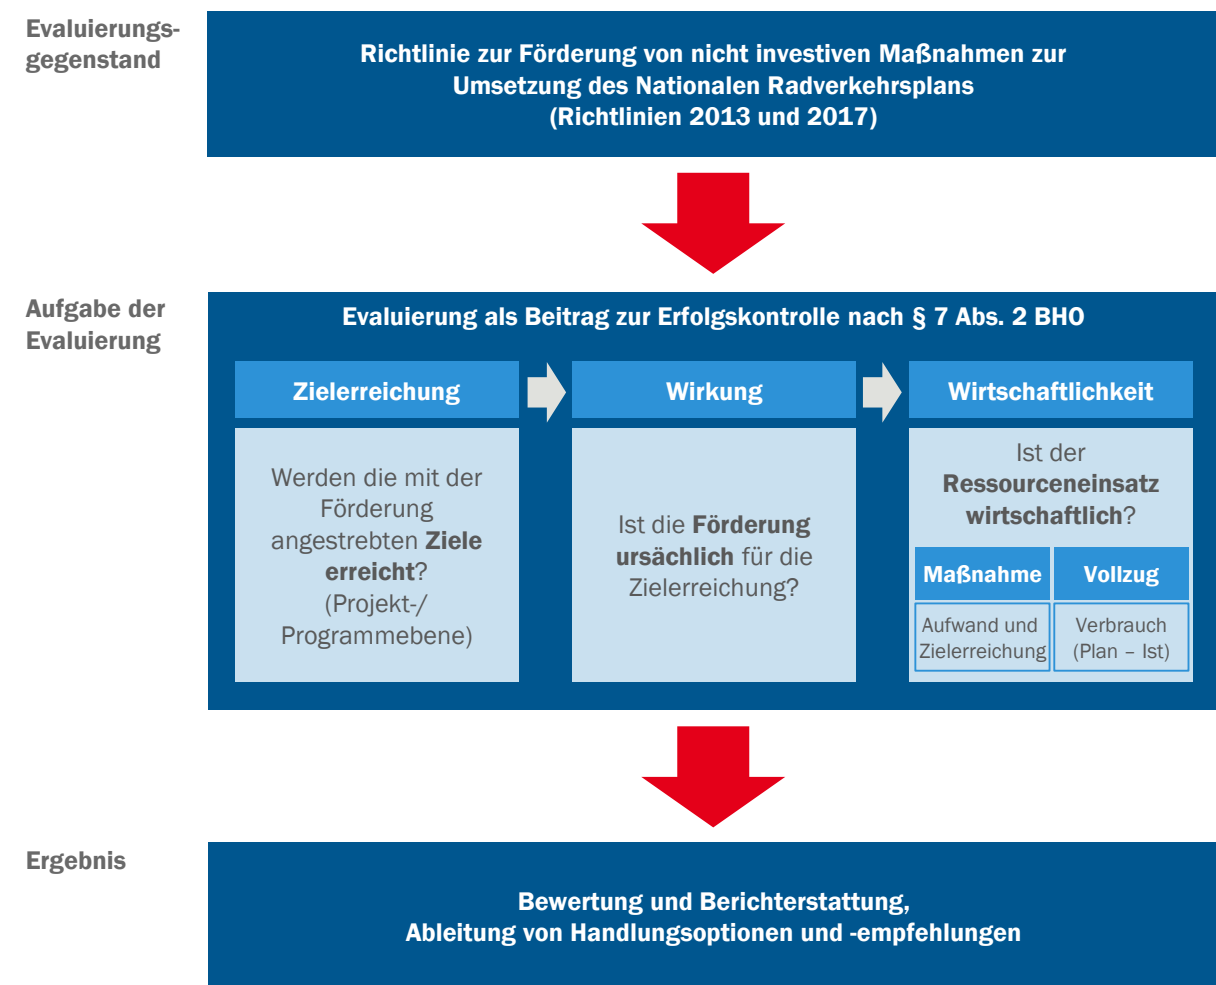 Evaluierungs-
gegenstand
Richtlinie zur Förderung von nicht investiven Maßnahmen zur
Umsetzung des Nationalen Radverkehrsplans
(Richtlinien 2013 und 2017)
Aufgabe der
Evaluierung
Evaluierung als Beitrag zur Erfolgskontrolle nach § 7 Abs. 2 BHO
Zielerreichung
Werden die mit der
Förderung
angestrebten Ziele
erreicht?
(Projekt-/
Programmebene)
Wirkung
Ist die Förderung
ursächlich für die
Zielerreichung?
Wirtschaftlichkeit
Ist der
Ressourceneinsatz
wirtschaftlich?
Maßnahme
Aufwand und
Zielerreichung
Vollzug
Verbrauch
(Plan – Ist)
Ergebnis
Bewertung und Berichterstattung,
Ableitung von Handlungsoptionen und -empfehlungen